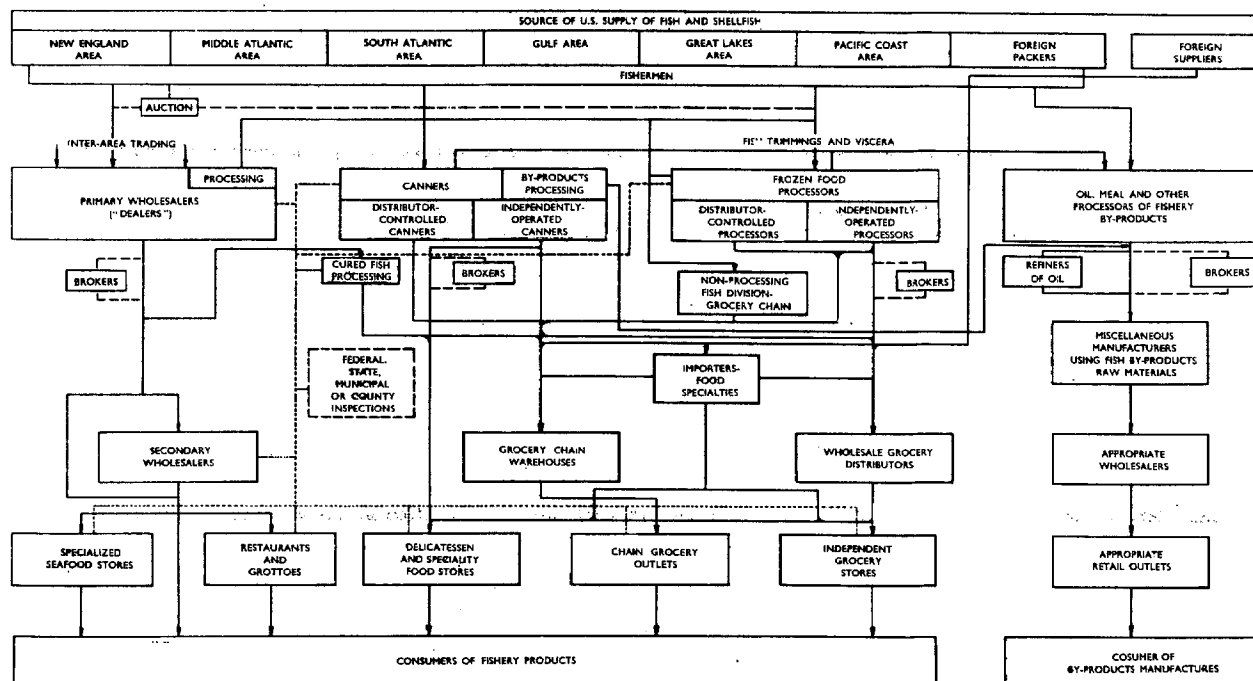 SOURCE OF U.S. SUPPLY OF FISH AND SHELLFISH
NEW ENGLAND
AREA
MIDDLE ATLANTIC
AREA
SOUTH ATLANTIC
AREA
GULF AREA
GREAT LAKES
AREA
PACIFIC COAST
AREA
FOREIGN
PACKERS
FOREIGN
SUPPLIERS
FISHERMEN
AUCTION
INTER-AREA TRADING
FIS TRIMMINGS AND VISCERA
PROCESSING
PRIMARY WHOLESALERS
("DEALERS")
CANNERS
BY-PRODUCTS
PROCESSING
DISTRIBUTOR-
CONTROLLED
CANNERS
INDEPENDENTLY-
OPERATED
CANNERS
FROZEN FOOD
PROCESSORS
DISTRIBUTOR-
CONTROLLED
PROCESSORS
INDEPENDENTLY-
OPERATED
PROCESSORS
OIL, MEAL AND OTHER
PROCESSORS OF FISHERY
BY-PRODUCTS
BROKERS
CURED FISH
PROCESSING
BROKERS
NON-PROCESSING
FISH DIVISION-
GROCERY CHAIN
BROKERS
REFINERS
OF OIL
BROKERS
FEDERAL,
STATE,
MUNICIPAL
OR COUNTY
INSPECTIONS
IMPORTERS-
FOOD
SPECIALTIES
MISCELLANEOUS
MANUFACTURERS
USING FISH BY-PRODUCTS
RAW MATERIALS
SECONDARY
WHOLESALERS
GROCERY CHAIN
WAREHOUSES
WHOLESALE GROCERY
DISTRIBUTORS
APPROPRIATE
WHOLESALERS
SPECIALIZED
SEAFOOD STORES
RESTAURANTS
AND
GROTTOES
DELICATESSEN
AND SPECIALITY
FOOD STORES
CHAIN GROCERY
OUTLETS
INDEPENDENT
GROCERY
STORES
APPROPRIATE
RETAIL OUTLETS
CONSUMERS OF FISHERY PRODUCTS
COSUMER OF
BY-PRODUCTS MANUFACTURES